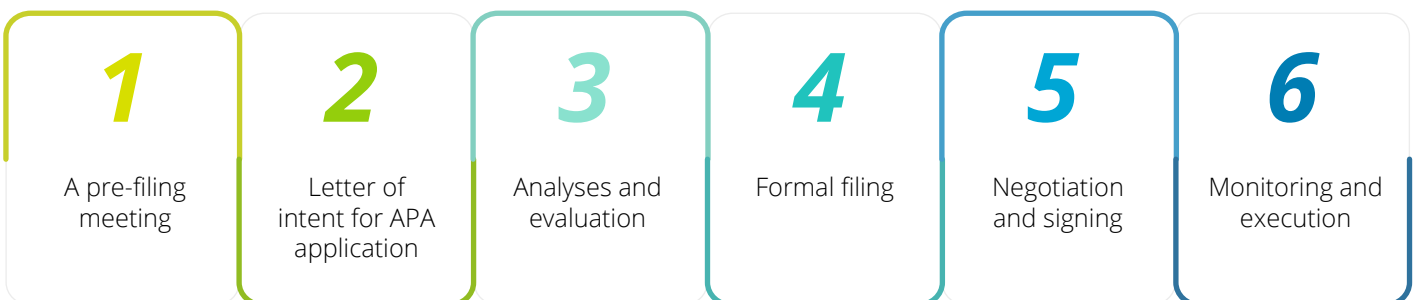 1
A pre-filing
meeting
2
Letter of
intent for APA
application
3
Analyses and
evaluation
4
Formal filing
5
Negotiation
and signing
6
Monitoring and
execution